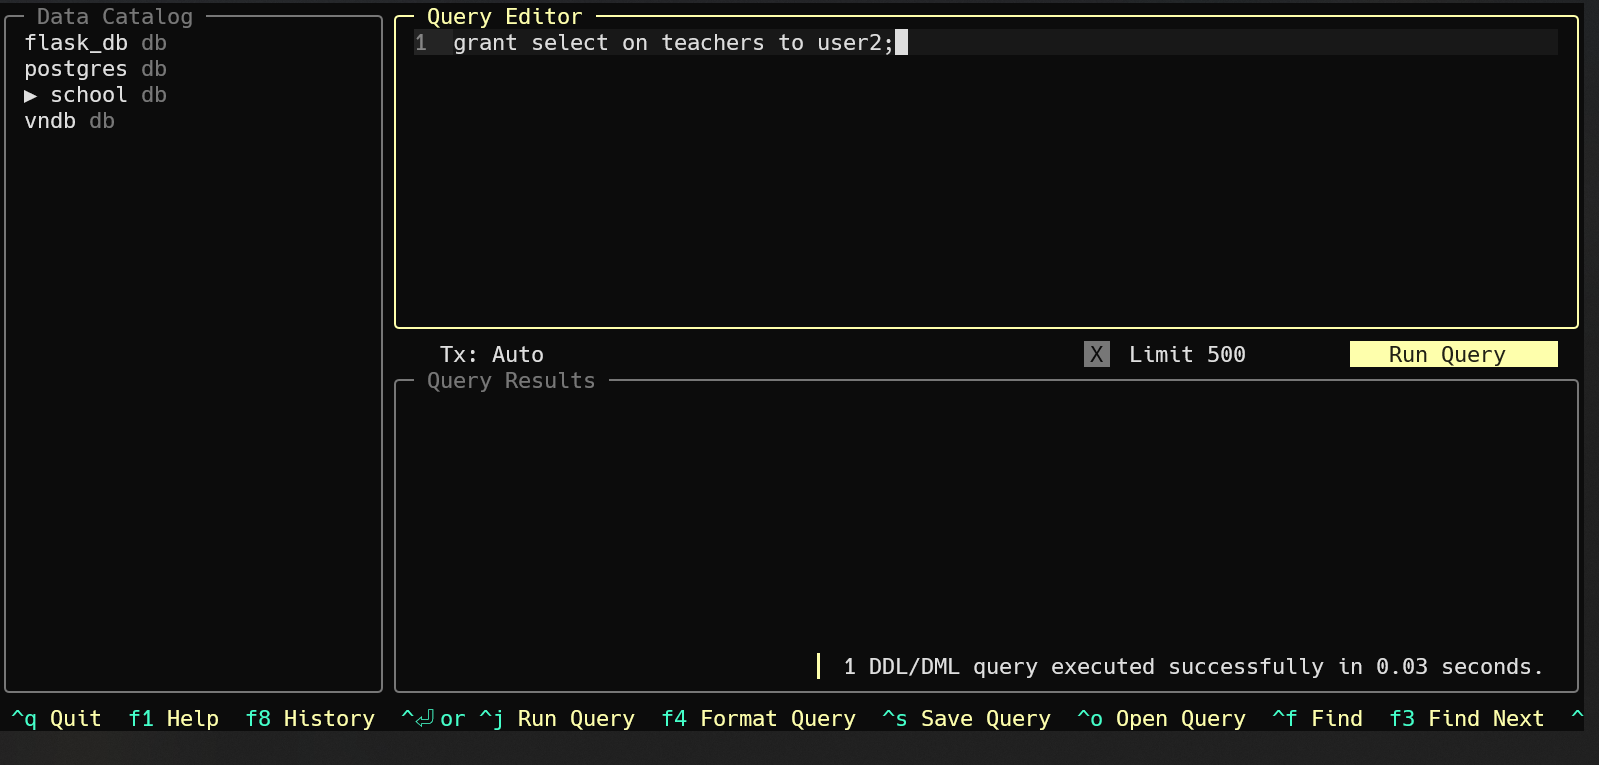 Data Catalog
flask_db db
postgres db
▶ school db
vndb db
Query Editor
1 grant select on teachers to user2;
Tx: Auto
X Limit 500
Run Query
Query Results
1 DDL/DML query executed successfully in 0.03 seconds.
^q Quit f1 Help f8 History ^⏎ or ^j Run Query f4 Format Query ^s Save Query ^o Open Query ^f Find f3 Find Next ^